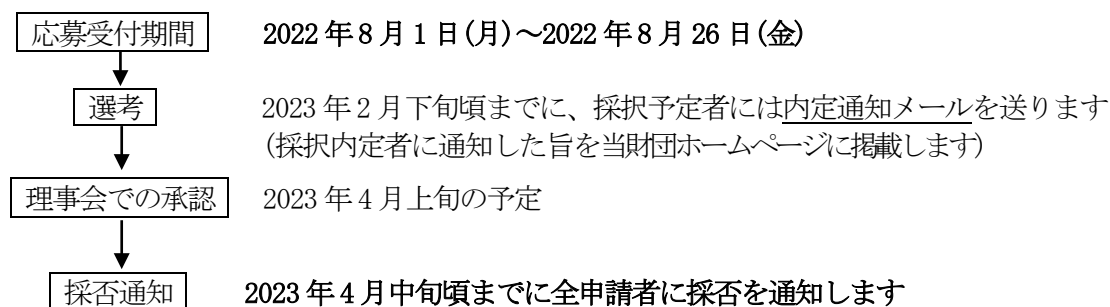 応募受付期間 2022年8月1日(月)～2022年8月26日(金)
選考 2023年2月下旬頃までに、採択予定者には内定通知メールを送ります
(採択内定者に通知した旨を当財団ホームページに掲載します)
理事会での承認 2023年4月上旬の予定
採否通知 2023年4月中旬頃までに全申請者に採否を通知します